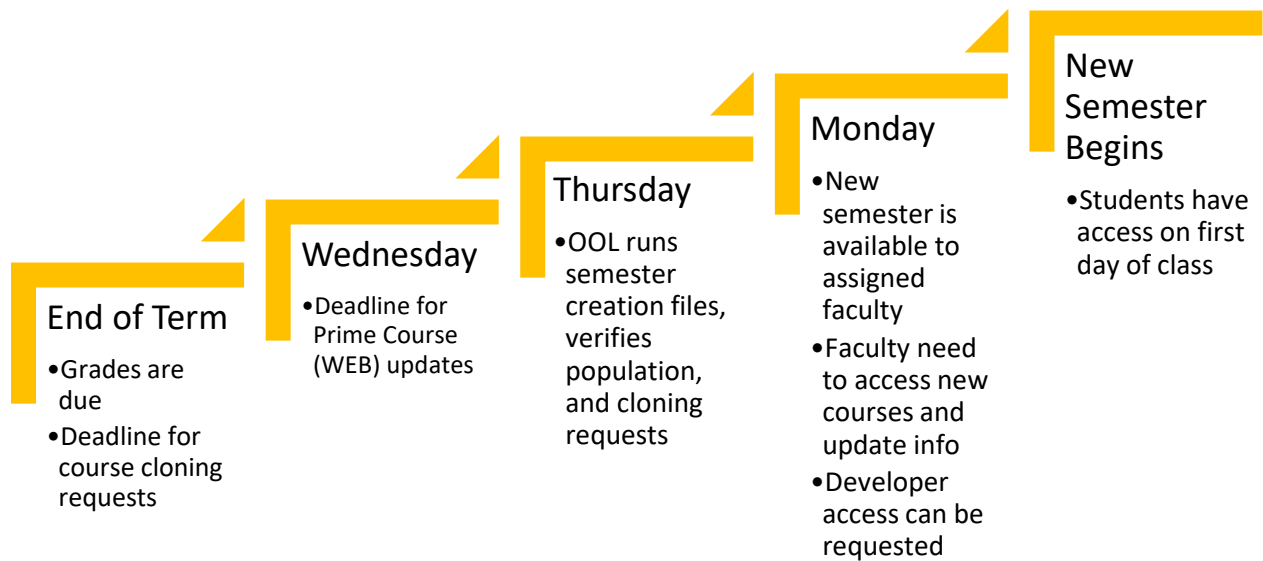 End of Term
•Grades are
due
•Deadline for
course cloning
requests
Wednesday
•Deadline for
Prime Course
(WEB) updates
Thursday
•OOL runs
semester
creation files,
verifies
population,
and cloning
requests
Monday
•New
semester is
available to
assigned
faculty
•Faculty need
to access new
courses and
update info
•Developer
access can be
requested
New
Semester
Begins
•Students have
access on first
day of class